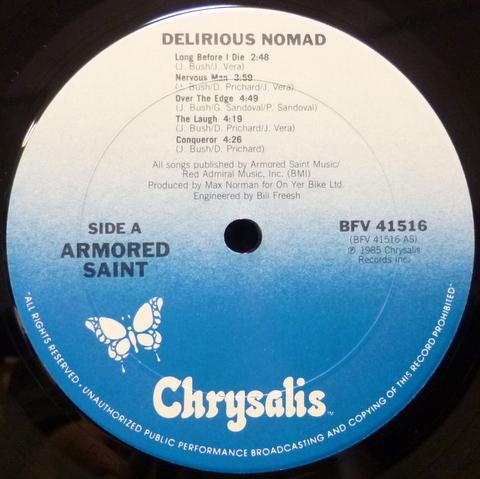 DELIRIOUS NOMAD
Long Before I Die 2:48
(J. Bush/J. Vera)
Nervous Man 3:59
(J. Bush/D. Prichard/J. Vera)
Over The Edge 4:49
(J. Bush/G. Sandoval/P. Sandoval)
The Laugh 4:19
(J. Bush/D. Prichard/J. Vera)
Conqueror 4:26
(J. Bush/D. Prichard)
All songs published by Armored Saint Music/
Red Admiral Music, Inc. (BMI)
Produced by Max Norman for On Yer Bike Ltd.
Engineered by Bill Freesh
SIDE A
ARMORED
SAINT
BFV 41516
(BFV 41516 AS)
℗ 1985 Chrysalis
Records Inc.
Chrysalis™
•ALL RIGHTS RESERVED • UNAUTHORIZED PUBLIC PERFORMANCE BROADCASTING AND COPYING OF THIS RECORD PROHIBITED•